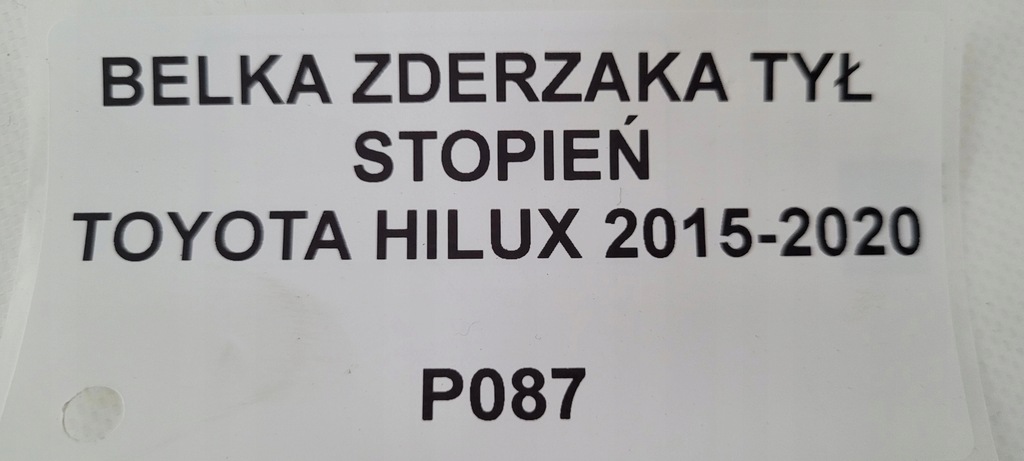 BELKA ZDERZAKA TYŁ
STOPIEŃ
TOYOTA HILUX 2015-2020
P087